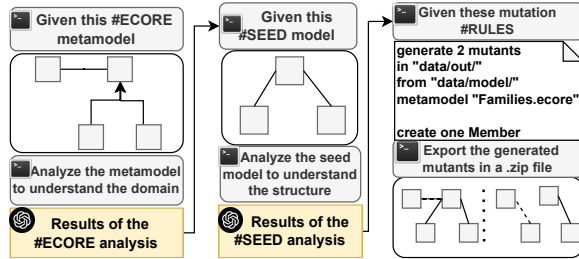 Given this #ECORE
metamodel
Analyze the metamodel
to understand the domain
Results of the
#ECORE analysis
Given this
#SEED model
Analyze the seed
model to understand
the structure
Results of the
#SEED analysis
Given these mutation
#RULES
generate 2 mutants
in "data/out/"
from "data/model/"
metamodel "Families.ecore"
create one Member
Export the generated
mutants in a .zip file